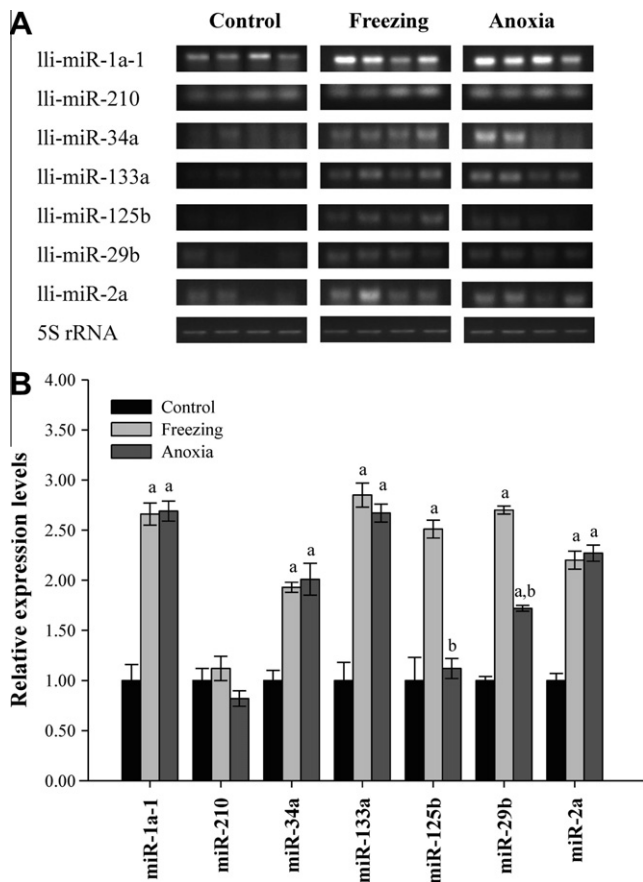 A
Control Freezing Anoxia
lli-miR-1a-1
lli-miR-210
lli-miR-34a
lli-miR-133a
lli-miR-125b
lli-miR-29b
lli-miR-2a
5S rRNA
B
4.00
3.50
3.00
2.50
2.00
1.50
1.00
0.50
0.00
Relative expression levels
Control
Freezing
Anoxia
a a
a a
a a
a b
a a,b
a a
miR-1a-1
miR-210
miR-34a
miR-133a
miR-125b
miR-29b
miR-2a